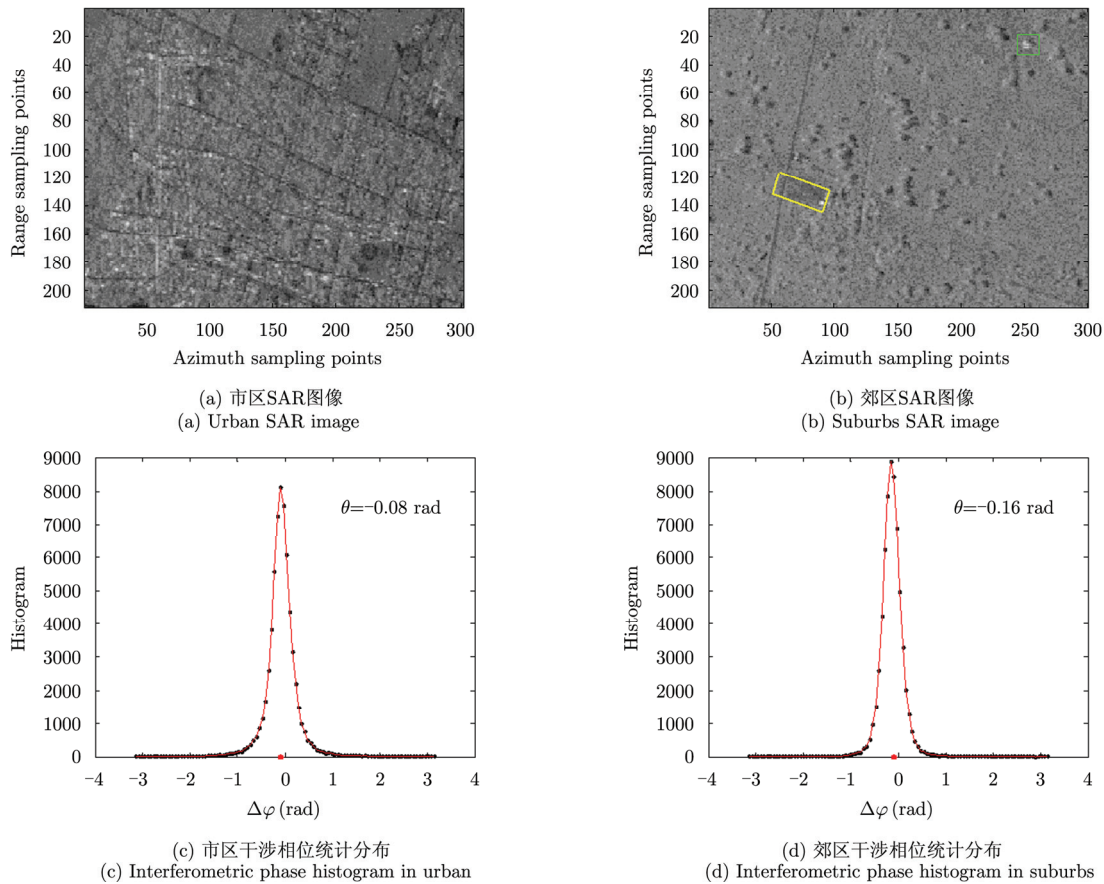 20
40
60
80
100
120
140
160
180
200
Range sampling points
50 100 150 200 250 300
Azimuth sampling points
(a) 市区SAR图像
(a) Urban SAR image
20
40
60
80
100
120
140
160
180
200
Range sampling points
50 100 150 200 250 300
Azimuth sampling points
(b) 郊区SAR图像
(b) Suburbs SAR image
9000
8000
7000
6000
5000
4000
3000
2000
1000
0
Histogram
θ=−0.08 rad
−4 −3 −2 −1 0 1 2 3 4
Δφ (rad)
(c) 市区干涉相位统计分布
(c) Interferometric phase histogram in urban
9000
8000
7000
6000
5000
4000
3000
2000
1000
0
Histogram
θ=−0.16 rad
−4 −3 −2 −1 0 1 2 3 4
Δφ (rad)
(d) 郊区干涉相位统计分布
(d) Interferometric phase histogram in suburbs